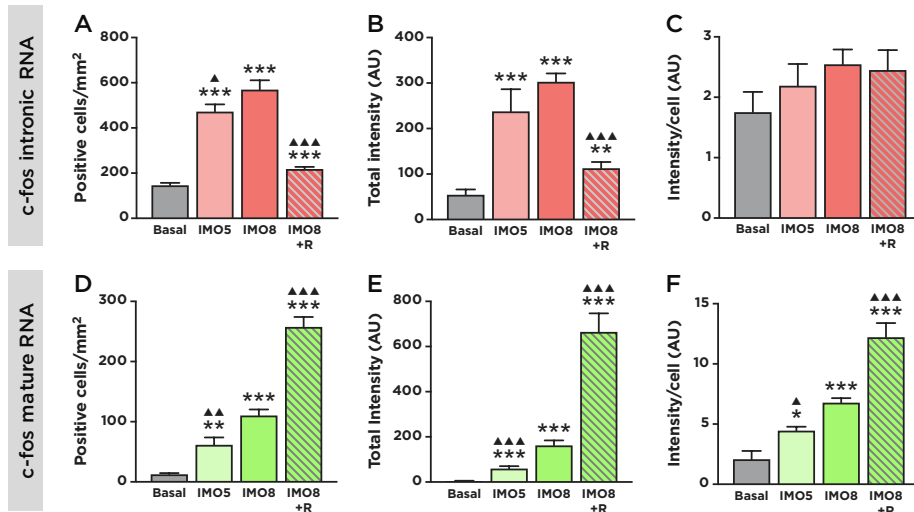 c-fos intronic RNA
A
Positive cells/mm²
800
600
400
200
0
▲
***
***
▲▲▲
***
Basal
IMO5
IMO8
IMO8
+R
B
Total intensity (AU)
400
300
200
100
0
***
***
▲▲▲
**
Basal
IMO5
IMO8
IMO8
+R
C
Intensity/cell (AU)
3
2
1
0
Basal
IMO5
IMO8
IMO8
+R
c-fos mature RNA
D
Positive cells/mm²
300
200
100
0
▲▲
**
***
▲▲▲
***
Basal
IMO5
IMO8
IMO8
+R
E
Total Intensity (AU)
800
600
400
200
0
▲▲▲
***
***
▲▲▲
***
Basal
IMO5
IMO8
IMO8
+R
F
Intensity/cell (AU)
15
10
5
0
▲
*
***
▲▲▲
***
Basal
IMO5
IMO8
IMO8
+R